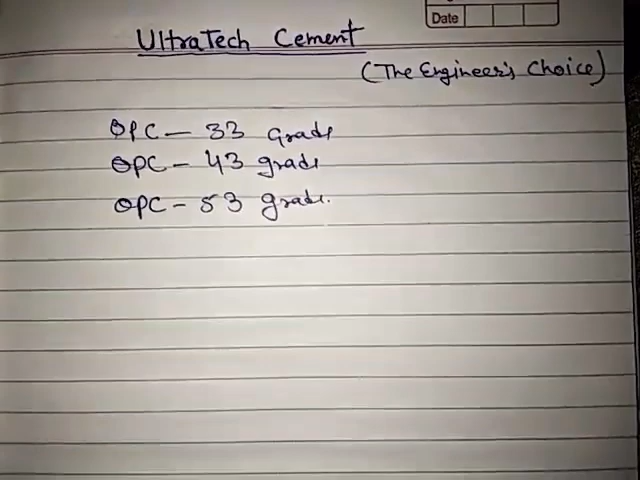 Date
UltraTech Cement
(The Engineer's Choice)
OPC — 33 Grade
OPC – 43 grade
OPC – 53 grade.